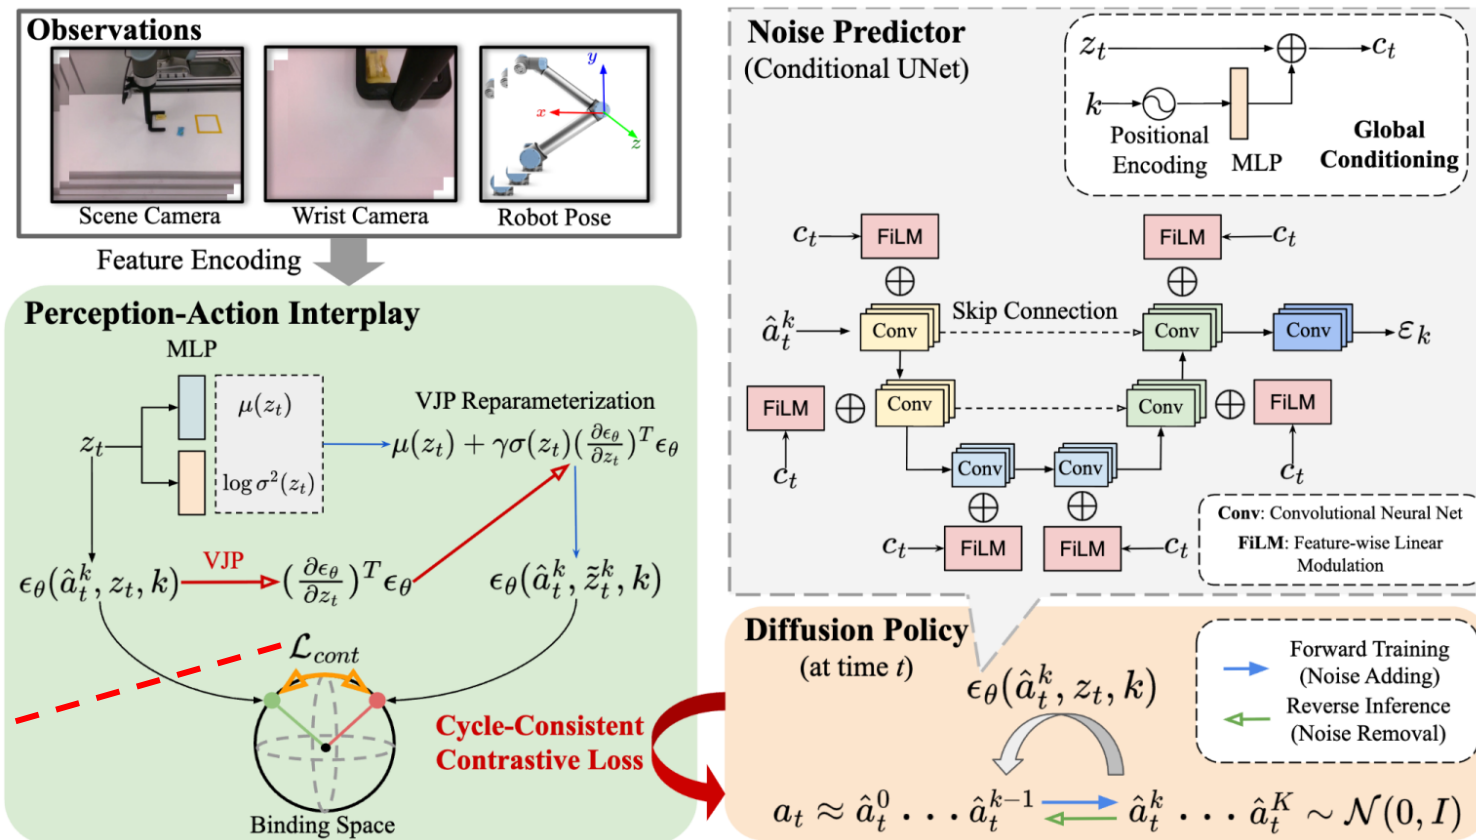 Observations
y
x
z
Scene Camera
Wrist Camera
Robot Pose
Feature Encoding
Perception-Action Interplay
MLP
μ(z_t)
log σ²(z_t)
z_t
VJP Reparameterization
μ(z_t) + γσ(z_t)(∂ϵ_θ/∂z_t)^T ϵ_θ
ϵ_θ(â_t^k, z_t, k)
VJP
(∂ϵ_θ/∂z_t)^T ϵ_θ
ϵ_θ(â_t^k, z̃_t^k, k)
ℒ_cont
Binding Space
Cycle-Consistent
Contrastive Loss
Noise Predictor
(Conditional UNet)
z_t
c_t
k
Positional
Encoding
MLP
Global
Conditioning
c_t
FiLM
FiLM
c_t
â_t^k
Conv
Skip Connection
Conv
Conv
ε_k
FiLM
Conv
Conv
FiLM
c_t
Conv
Conv
c_t
c_t
FiLM
FiLM
c_t
Conv: Convolutional Neural Net
FiLM: Feature-wise Linear
Modulation
Diffusion Policy
(at time t)
ϵ_θ(â_t^k, z_t, k)
Forward Training
(Noise Adding)
Reverse Inference
(Noise Removal)
a_t ≈ â_t^0 . . . â_t^{k-1} â_t^k . . . â_t^K ∼ 𝒩(0, I)